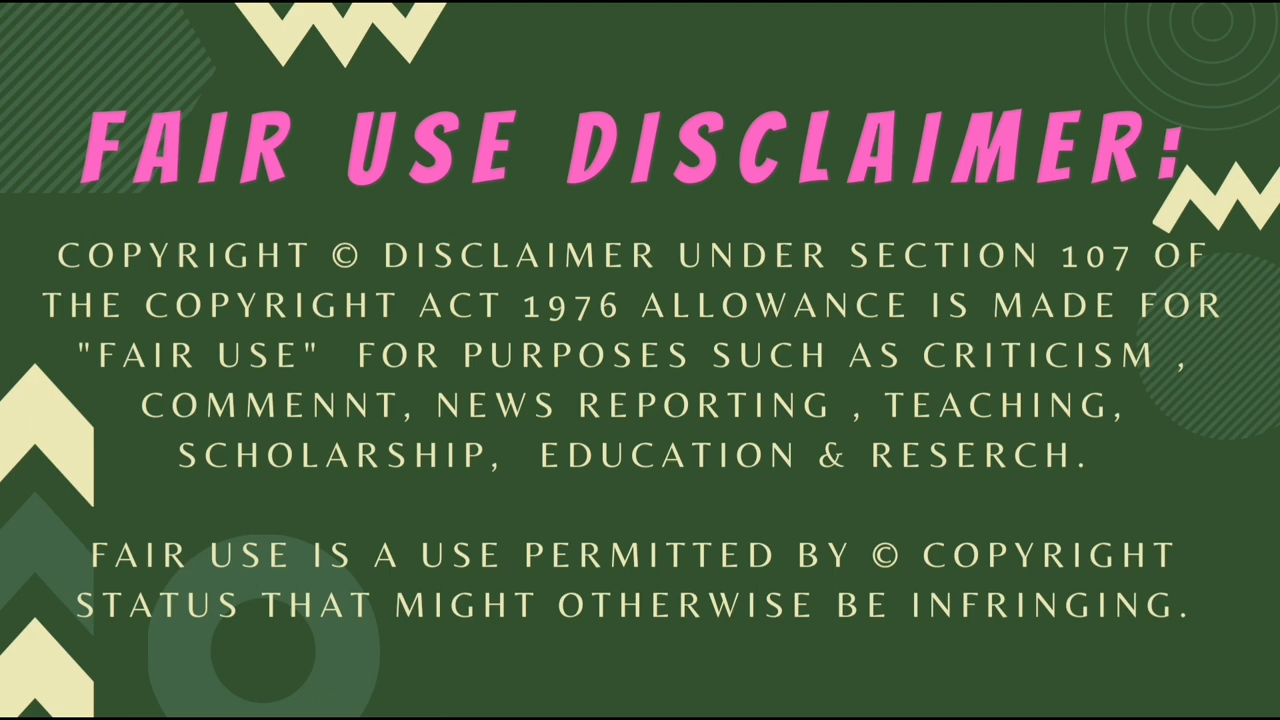 FAIR USE DISCLAIMER:
COPYRIGHT © DISCLAIMER UNDER SECTION 107 OF
THE COPYRIGHT ACT 1976 ALLOWANCE IS MADE FOR
"FAIR USE"  FOR PURPOSES SUCH AS CRITICISM ,
COMMENNT, NEWS REPORTING , TEACHING,
SCHOLARSHIP,  EDUCATION & RESERCH.
FAIR USE IS A USE PERMITTED BY © COPYRIGHT
STATUS THAT MIGHT OTHERWISE BE INFRINGING.